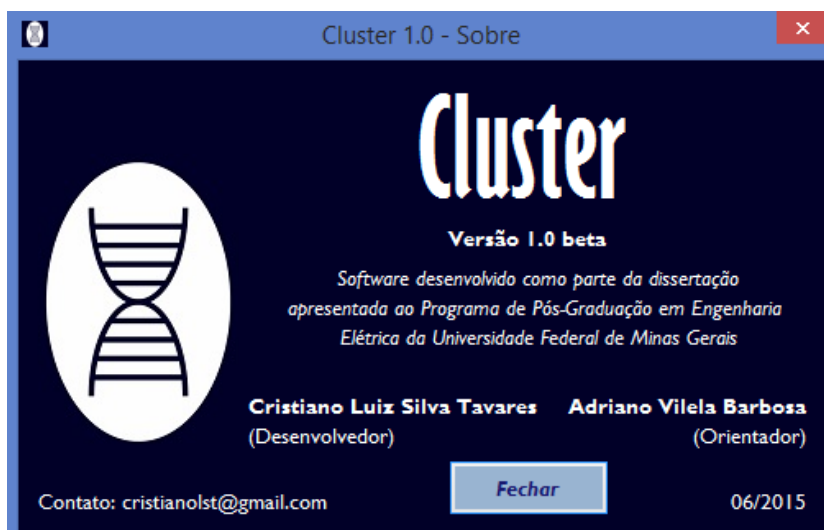 Cluster 1.0 - Sobre
Cluster
Versão 1.0 beta
Software desenvolvido como parte da dissertação
apresentada ao Programa de Pós-Graduação em Engenharia
Elétrica da Universidade Federal de Minas Gerais
Cristiano Luiz Silva Tavares Adriano Vilela Barbosa
(Desenvolvedor) (Orientador)
Fechar
Contato: cristianolst@gmail.com 06/2015